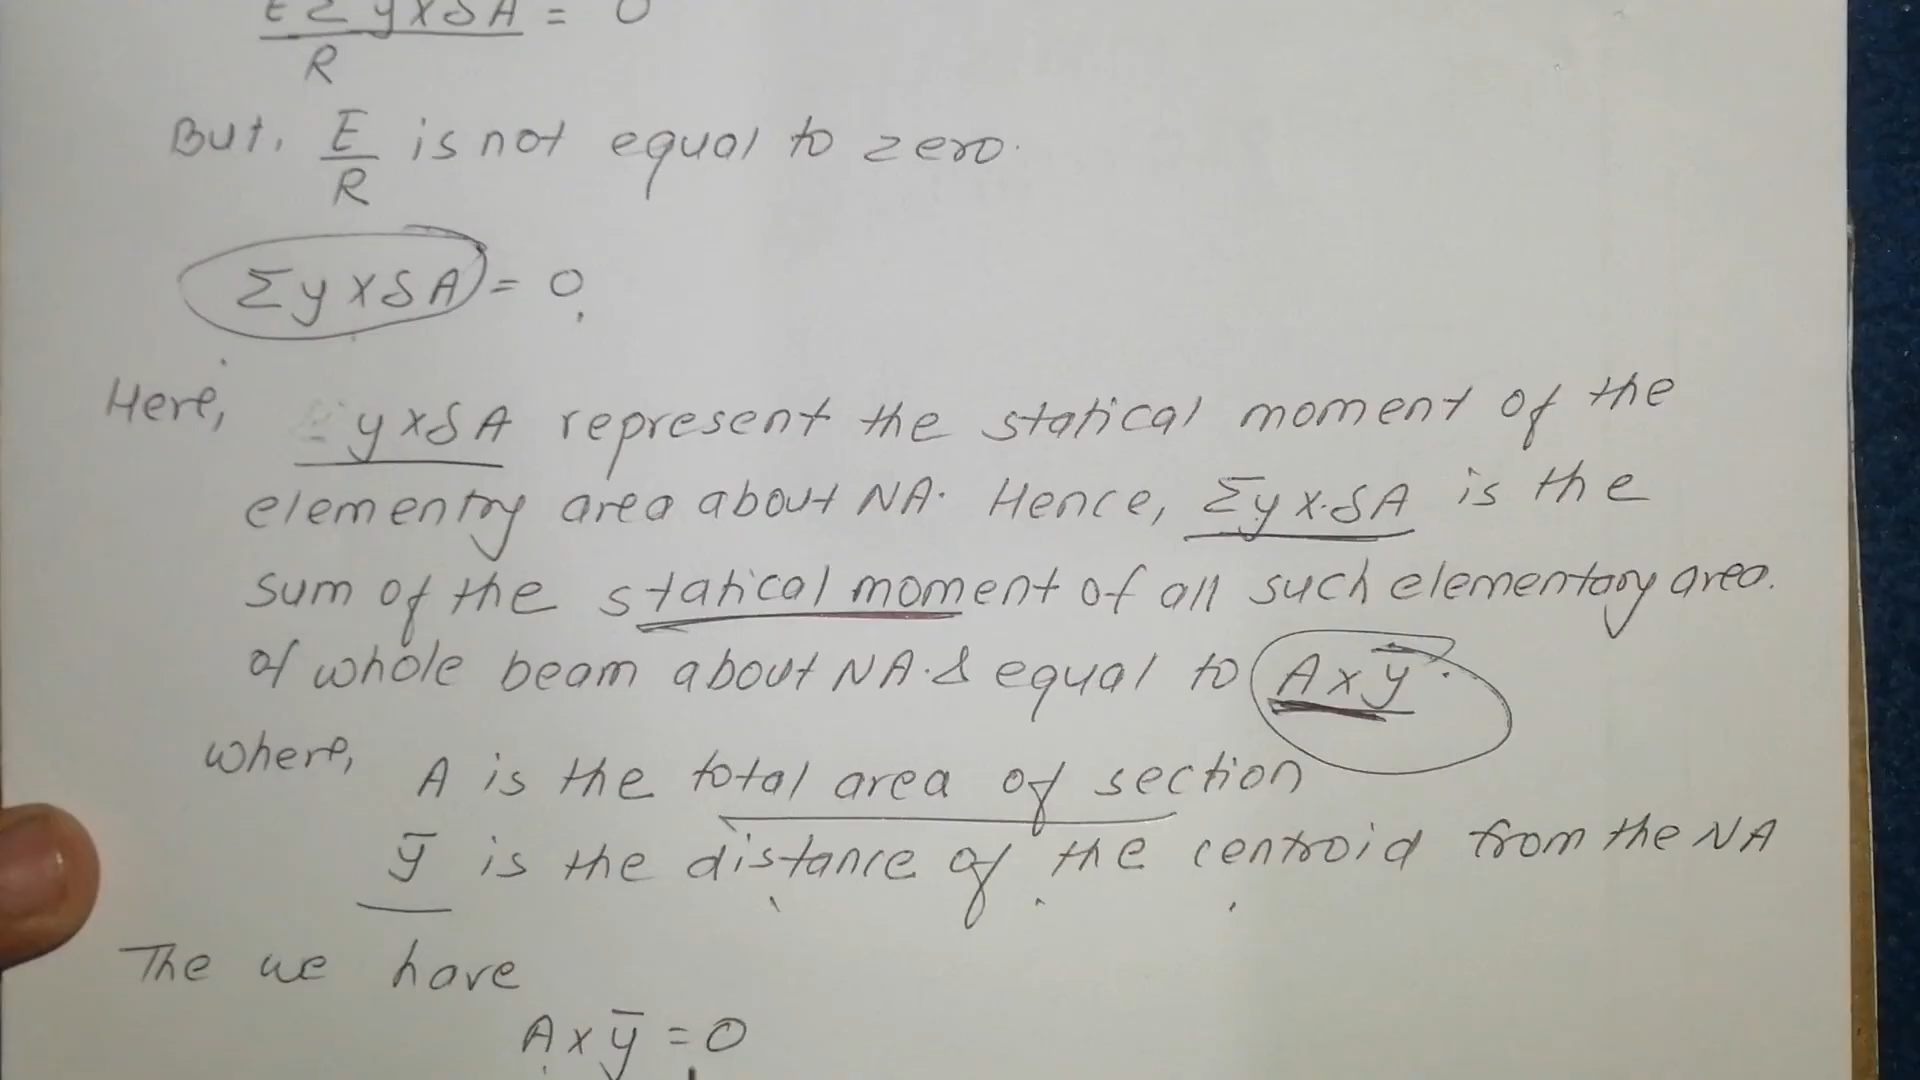 E Σ y x δA = 0
R
But, E/R is not equal to zero.
Σy x δA = 0
Here, y x δA represent the statical moment of the
elementry area about NA. Hence, Σy x.δA is the
sum of the statical moment of all such elementary area.
of whole beam about NA. & equal to A x ȳ.
where, A is the total area of section
ȳ is the distance of the centroid from the NA
The we have
A x ȳ = 0